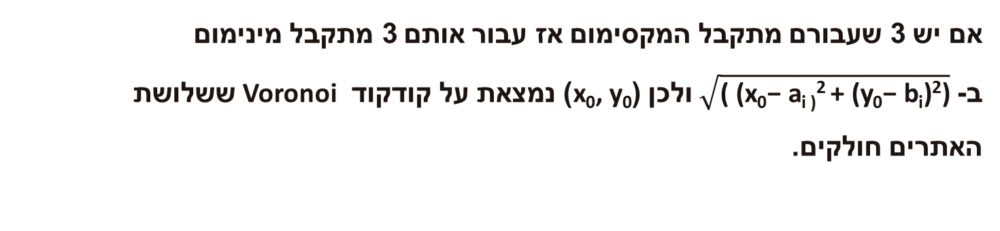 אם יש 3 שעבורם מתקבל המקסימום אז עבור אותם 3 מתקבל מינימום
ב- √( (x₀– aᵢ )² + (y₀– bᵢ)²) ולכן (x₀, y₀) נמצאת על קודקוד Voronoi ששלושת
האתרים חולקים.